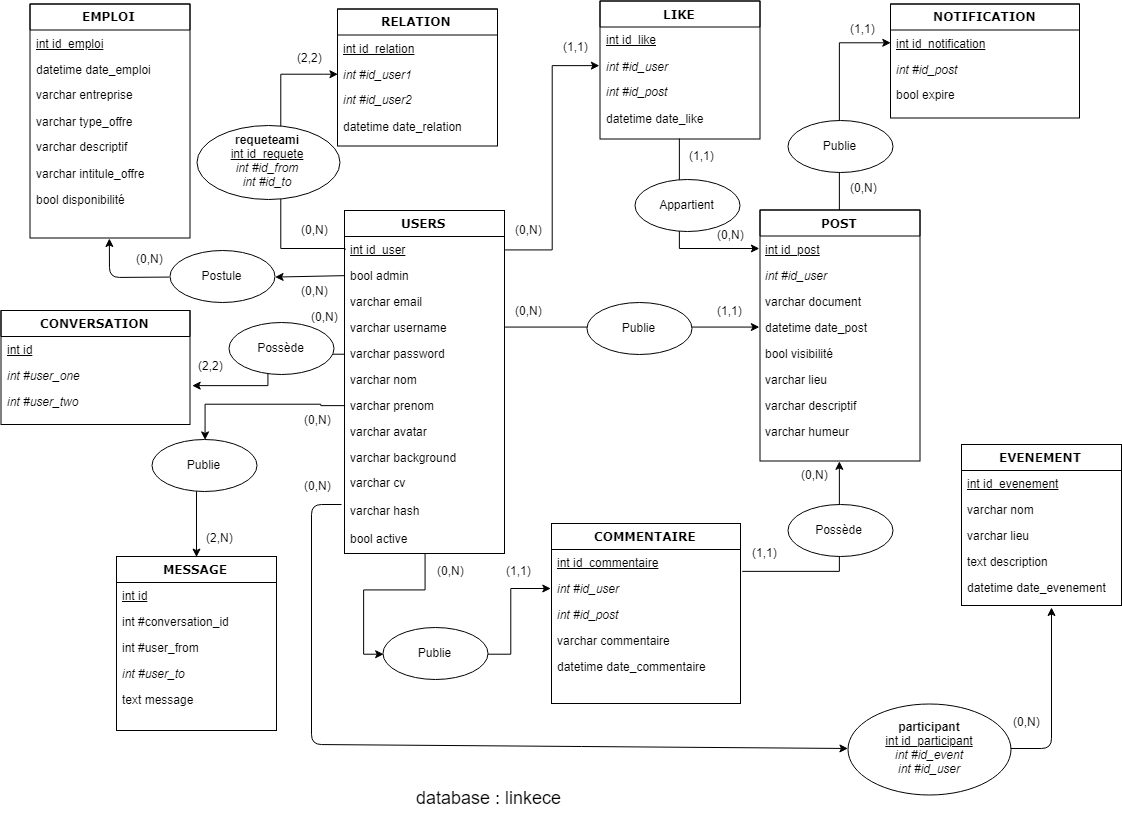 EMPLOI
int id_emploi
datetime date_emploi
varchar entreprise
varchar type_offre
varchar descriptif
varchar intitule_offre
bool disponibilité
RELATION
int id_relation
int #id_user1
int #id_user2
datetime date_relation
(2,2)
requeteami
int id_requete
int #id_from
int #id_to
(0,N)
LIKE
int id_like
int #id_user
int #id_post
datetime date_like
(1,1)
(1,1)
Appartient
(0,N)
NOTIFICATION
int id_notification
int #id_post
bool expire
(1,1)
Publie
(0,N)
USERS
int id_user
bool admin
varchar email
varchar username
varchar password
varchar nom
varchar prenom
varchar avatar
varchar background
varchar cv
varchar hash
bool active
(0,N)
(0,N)
Publie
(1,1)
POST
int id_post
int #id_user
varchar document
datetime date_post
bool visibilité
varchar lieu
varchar descriptif
varchar humeur
(0,N)
Postule
(0,N)
CONVERSATION
int id
int #user_one
int #user_two
(0,N)
Possède
(2,2)
(0,N)
Publie
(2,N)
MESSAGE
int id
int #conversation_id
int #user_from
int #user_to
text message
(0,N)
(0,N)
Publie
(1,1)
COMMENTAIRE
int id_commentaire
int #id_user
int #id_post
varchar commentaire
datetime date_commentaire
(1,1)
Possède
(0,N)
EVENEMENT
int id_evenement
varchar nom
varchar lieu
text description
datetime date_evenement
(0,N)
participant
int id_participant
int #id_event
int #id_user
database : linkece